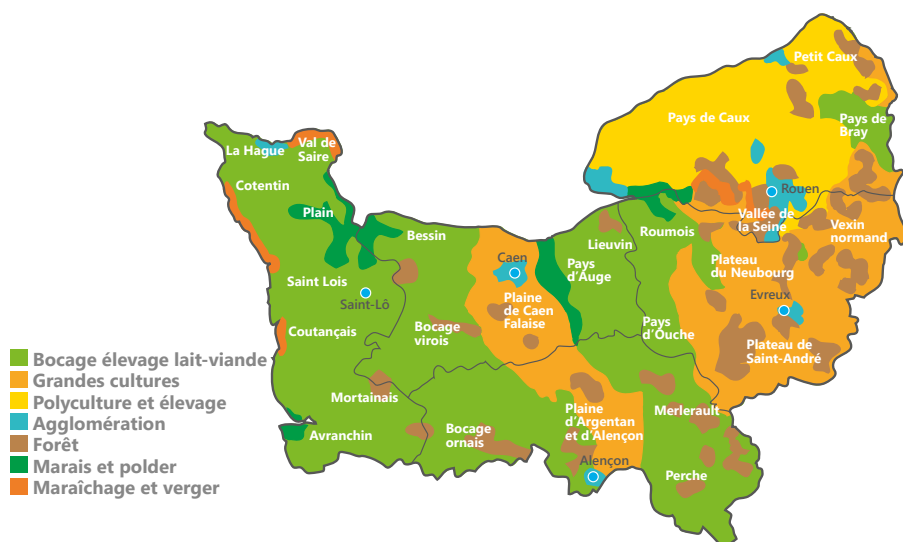 Petit Caux
Pays de Caux
Pays de
Bray
La Hague
Val de
Saire
Cotentin
Rouen
Plain
Vallée de
la Seine
Vexin
normand
Bessin
Lieuvin
Roumois
Caen
Pays
d'Auge
Plateau
du Neubourg
Saint Lois
Saint-Lô
Plaine
de Caen
Falaise
Evreux
Coutançais
Bocage
virois
Pays
d'Ouche
Plateau de
Saint-André
Mortainais
Merlerault
Plaine
d'Argentan
et d'Alençon
Avranchin
Bocage
ornais
Alençon
Perche
Bocage élevage lait-viande
Grandes cultures
Polyculture et élevage
Agglomération
Forêt
Marais et polder
Maraîchage et verger